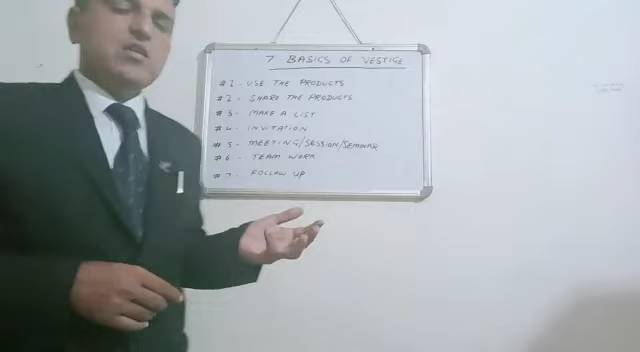 7 BASICS OF VESTIGE
#1 - USE THE PRODUCTS
#2 - SHARE THE PRODUCTS
#3 - MAKE A LIST
#4 - INVITATION
#5 - MEETING/SESSION/SEMINAR
#6 - TEAM WORK
#7 - FOLLOW UP